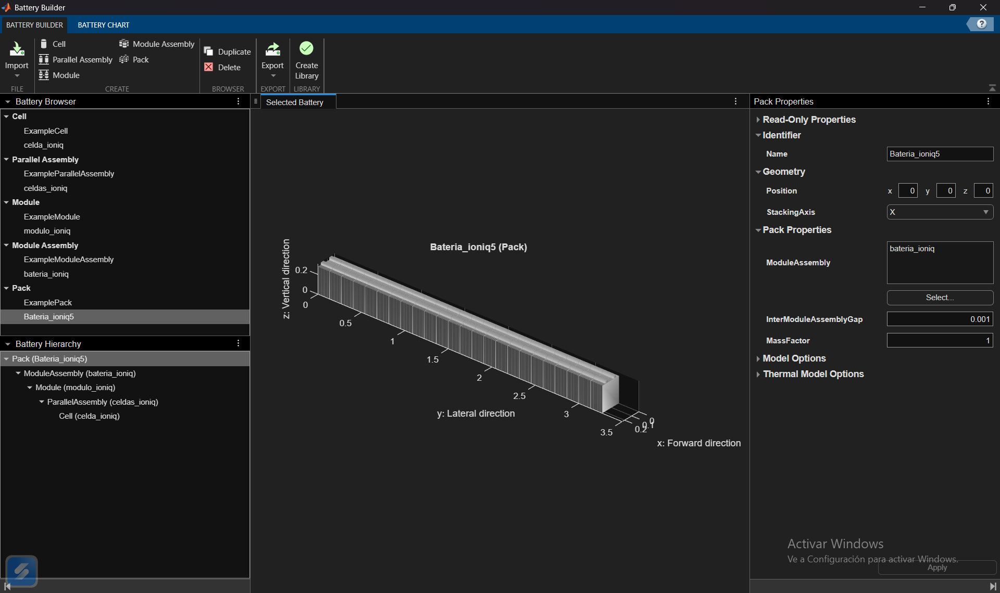 Battery Builder
BATTERY BUILDER
BATTERY CHART
Import
Cell
Parallel Assembly
Module
Module Assembly
Pack
Duplicate
Delete
Export
Create
Library
FILE
CREATE
BROWSER
EXPORT
LIBRARY
Battery Browser
Cell
ExampleCell
celda_ioniq
Parallel Assembly
ExampleParallelAssembly
celdas_ioniq
Module
ExampleModule
modulo_ioniq
Module Assembly
ExampleModuleAssembly
bateria_ioniq
Pack
ExamplePack
Bateria_ioniq5
Battery Hierarchy
Pack (Bateria_ioniq5)
ModuleAssembly (bateria_ioniq)
Module (modulo_ioniq)
ParallelAssembly (celdas_ioniq)
Cell (celda_ioniq)
Selected Battery
Bateria_ioniq5 (Pack)
z: Vertical direction
0.2
0
0
0.5
1
1.5
2
2.5
3
3.5
y: Lateral direction
0
0.1
0.2
x: Forward direction
Pack Properties
Read-Only Properties
Identifier
Name Bateria_ioniq5
Geometry
Position x 0 y 0 z 0
StackingAxis X
Pack Properties
ModuleAssembly bateria_ioniq
Select...
InterModuleAssemblyGap 0.001
MassFactor 1
Model Options
Thermal Model Options
Activar Windows
Ve a Configuración para activar Windows.
Apply